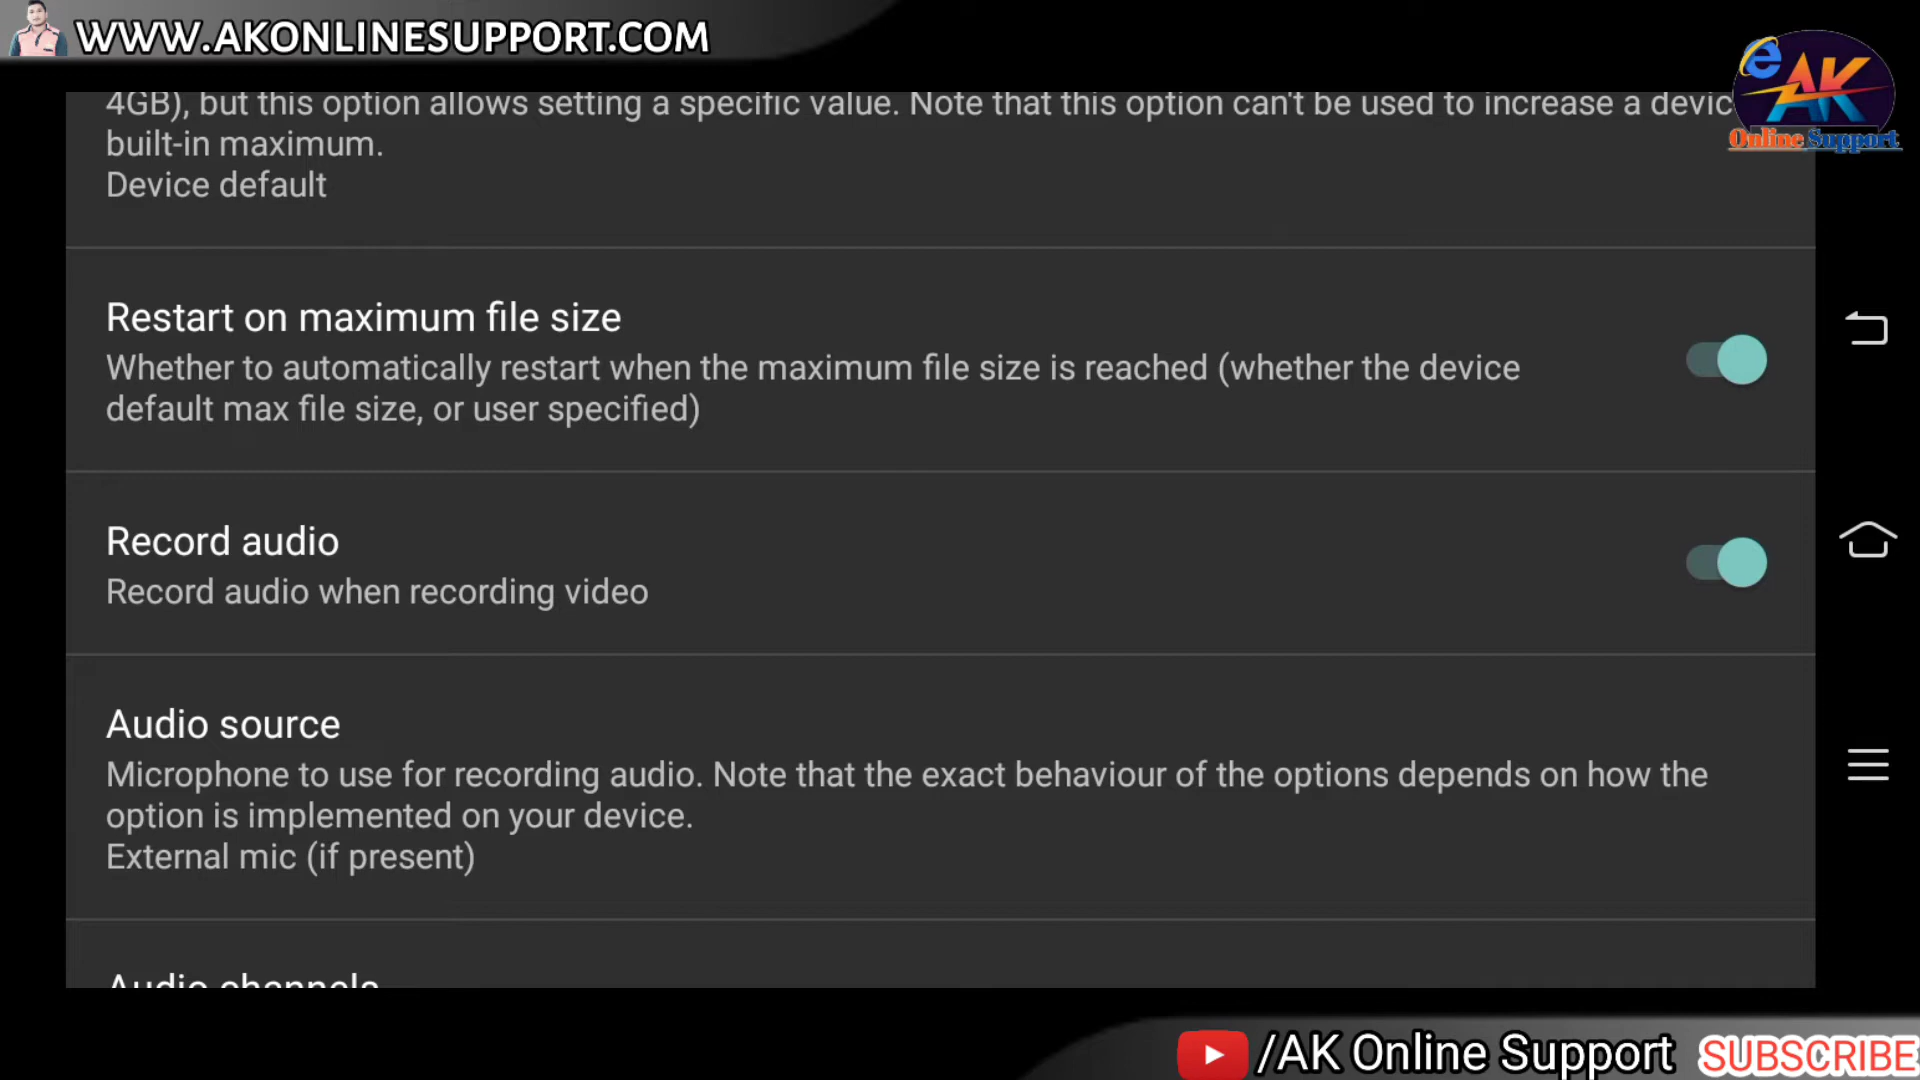 WWW.AKONLINESUPPORT.COM
AK
Online Support
4GB), but this option allows setting a specific value. Note that this option can't be used to increase a devic
built-in maximum.
Device default
Restart on maximum file size
Whether to automatically restart when the maximum file size is reached (whether the device
default max file size, or user specified)
Record audio
Record audio when recording video
Audio source
Microphone to use for recording audio. Note that the exact behaviour of the options depends on how the
option is implemented on your device.
External mic (if present)
Audio channels
/AK Online Support SUBSCRIBE